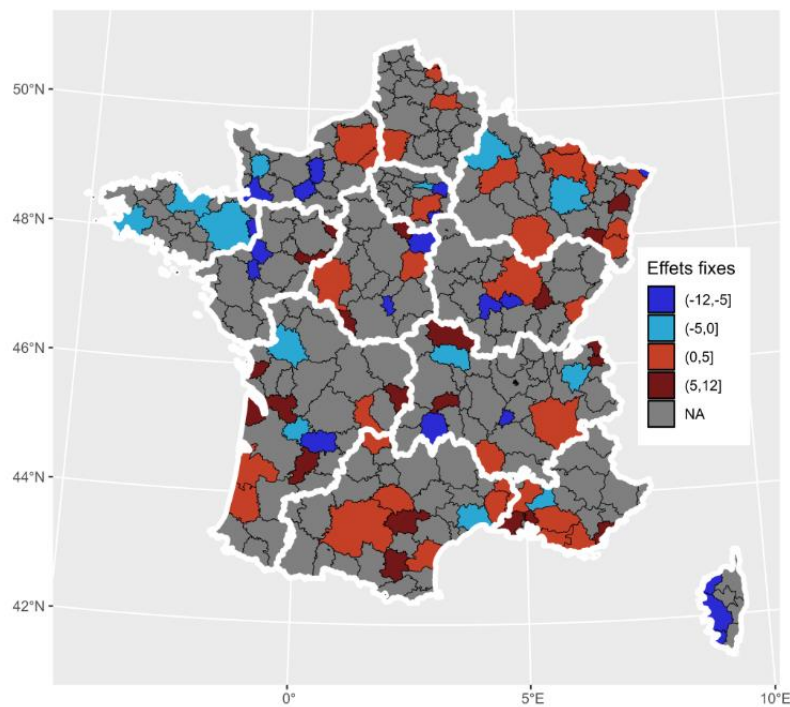 50°N
48°N
46°N
44°N
42°N
0°
5°E
10°E
Effets fixes
(-12,-5]
(-5,0]
(0,5]
(5,12]
NA